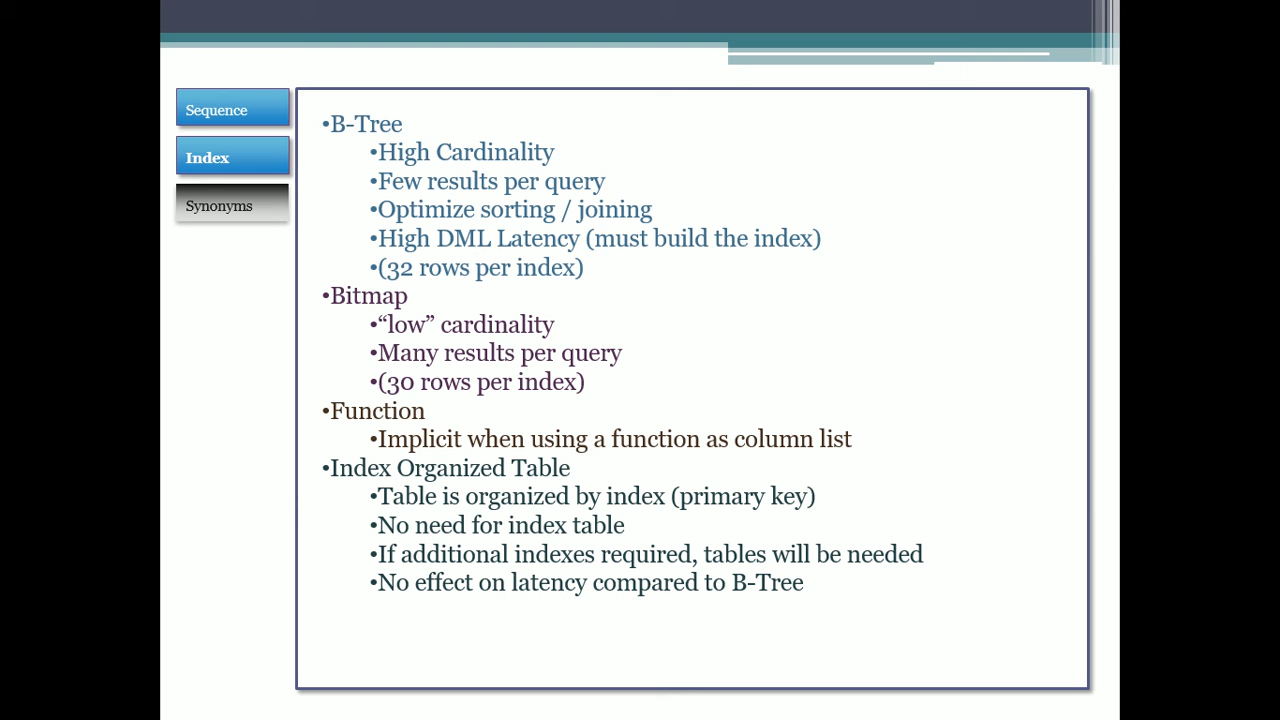 Sequence
Index
Synonyms
•B-Tree
•High Cardinality
•Few results per query
•Optimize sorting / joining
•High DML Latency (must build the index)
•(32 rows per index)
•Bitmap
•“low” cardinality
•Many results per query
•(30 rows per index)
•Function
•Implicit when using a function as column list
•Index Organized Table
•Table is organized by index (primary key)
•No need for index table
•If additional indexes required, tables will be needed
•No effect on latency compared to B-Tree